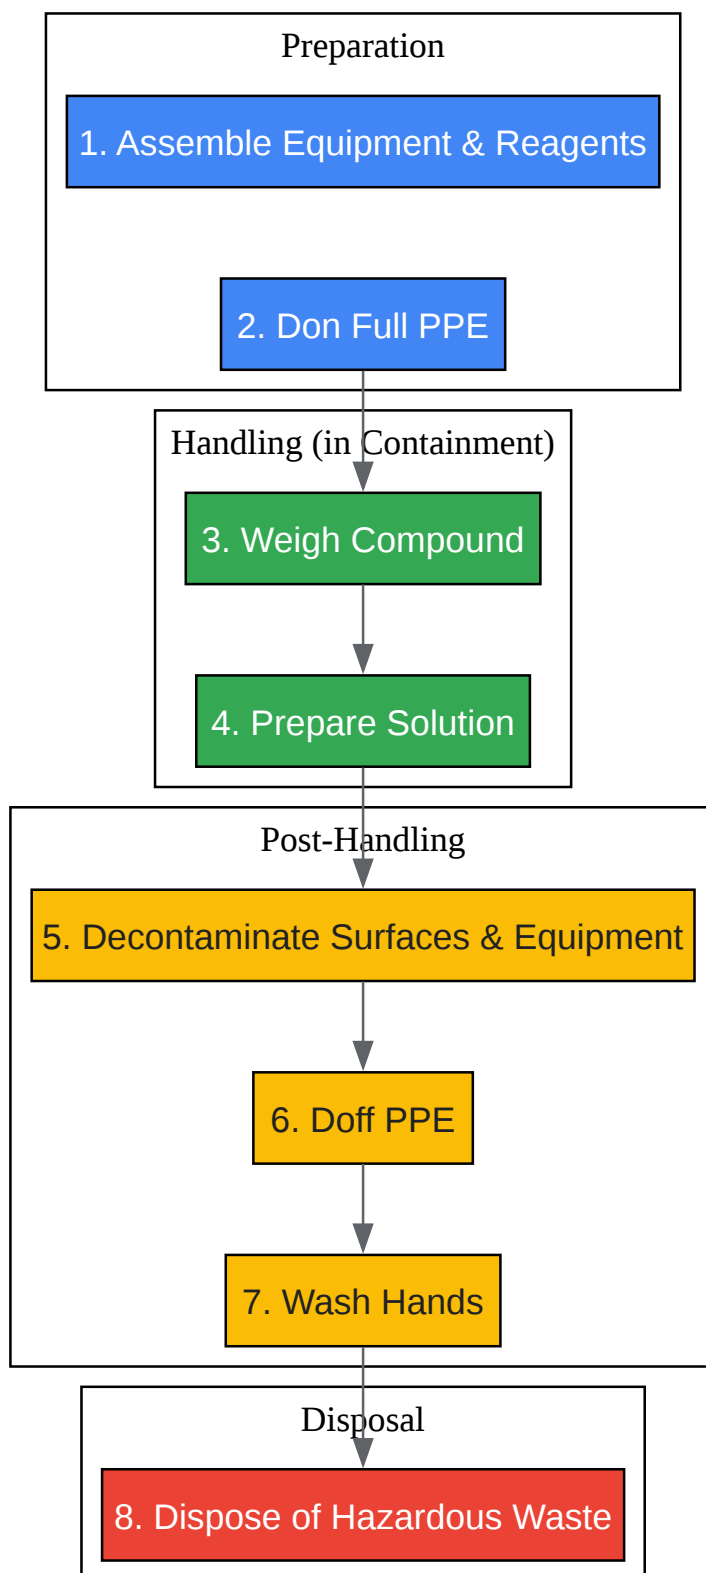 Preparation
1. Assemble Equipment & Reagents
2. Don Full PPE
Handling (in Containment)
3. Weigh Compound
4. Prepare Solution
Post-Handling
5. Decontaminate Surfaces & Equipment
6. Doff PPE
7. Wash Hands
Disposal
8. Dispose of Hazardous Waste